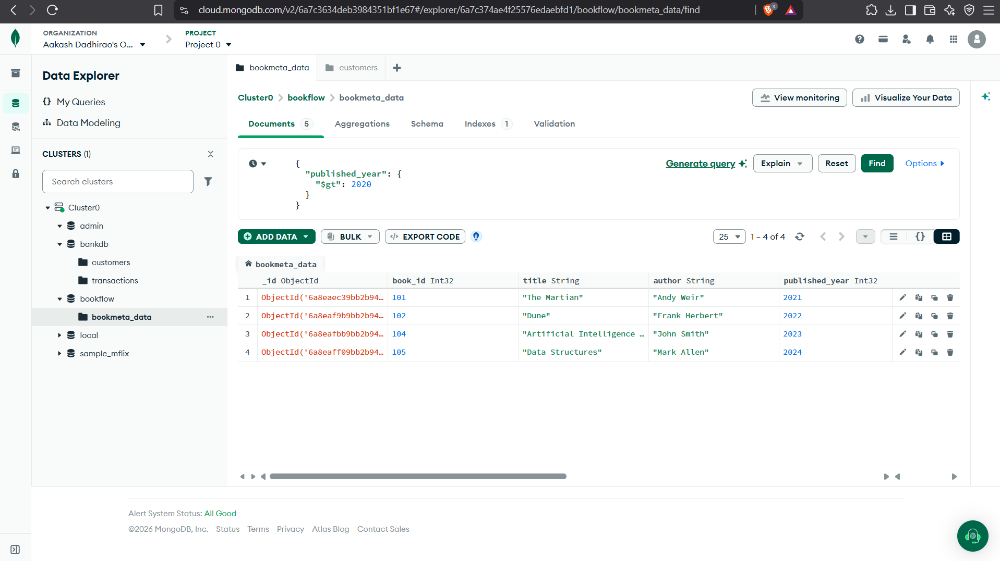 cloud.mongodb.com/v2/6a7c3634deb3984351bf1e67#/explorer/6a7c374ae4f25576edaebfd1/bookflow/bookmeta_data/find
3
ORGANIZATION
Aakash Dadhirao's O...
PROJECT
Project 0
Data Explorer
My Queries
Data Modeling
CLUSTERS (1)
Search clusters
Cluster0
admin
bankdb
customers
transactions
bookflow
bookmeta_data
local
sample_mflix
bookmeta_data
customers
Cluster0 > bookflow > bookmeta_data
View monitoring
Visualize Your Data
Documents 5
Aggregations
Schema
Indexes 1
Validation
{
"published_year": {
"$gt": 2020
}
}
Generate query
Explain
Reset
Find
Options
ADD DATA
BULK
EXPORT CODE
25
1 – 4 of 4
bookmeta_data
_id ObjectId book_id Int32 title String author String published_year Int32
1 ObjectId('6a8eaec39bb2b94… 101 "The Martian" "Andy Weir" 2021
2 ObjectId('6a8eaf9b9bb2b94… 102 "Dune" "Frank Herbert" 2022
3 ObjectId('6a8eafbb9bb2b94… 104 "Artificial Intelligence … "John Smith" 2023
4 ObjectId('6a8eaff09bb2b94… 105 "Data Structures" "Mark Allen" 2024
Alert System Status: All Good
©2026 MongoDB, Inc. Status Terms Privacy Atlas Blog Contact Sales